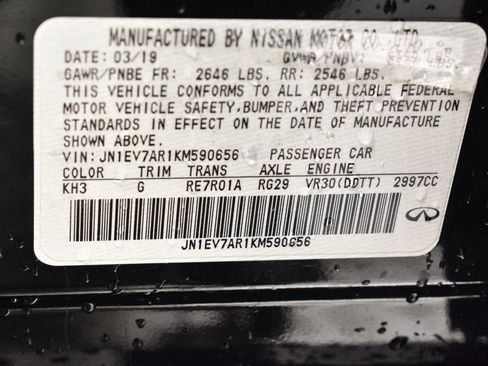 MANUFACTURED BY NISSAN MOTOR CO., LTD.
DATE: 03/19 GVWR/PNBV:
GAWR/PNBE FR: 2646 LBS. RR: 2546 LBS.
THIS VEHICLE CONFORMS TO ALL APPLICABLE FEDERAL
MOTOR VEHICLE SAFETY, BUMPER, AND THEFT PREVENTION
STANDARDS IN EFFECT ON THE DATE OF MANUFACTURE
SHOWN ABOVE.
VIN: JN1EV7AR1KM590656 PASSENGER CAR
COLOR TRIM TRANS AXLE ENGINE
KH3 G RE7R01A RG29 VR30(DDTT) 2997CC
JN1EV7AR1KM590656